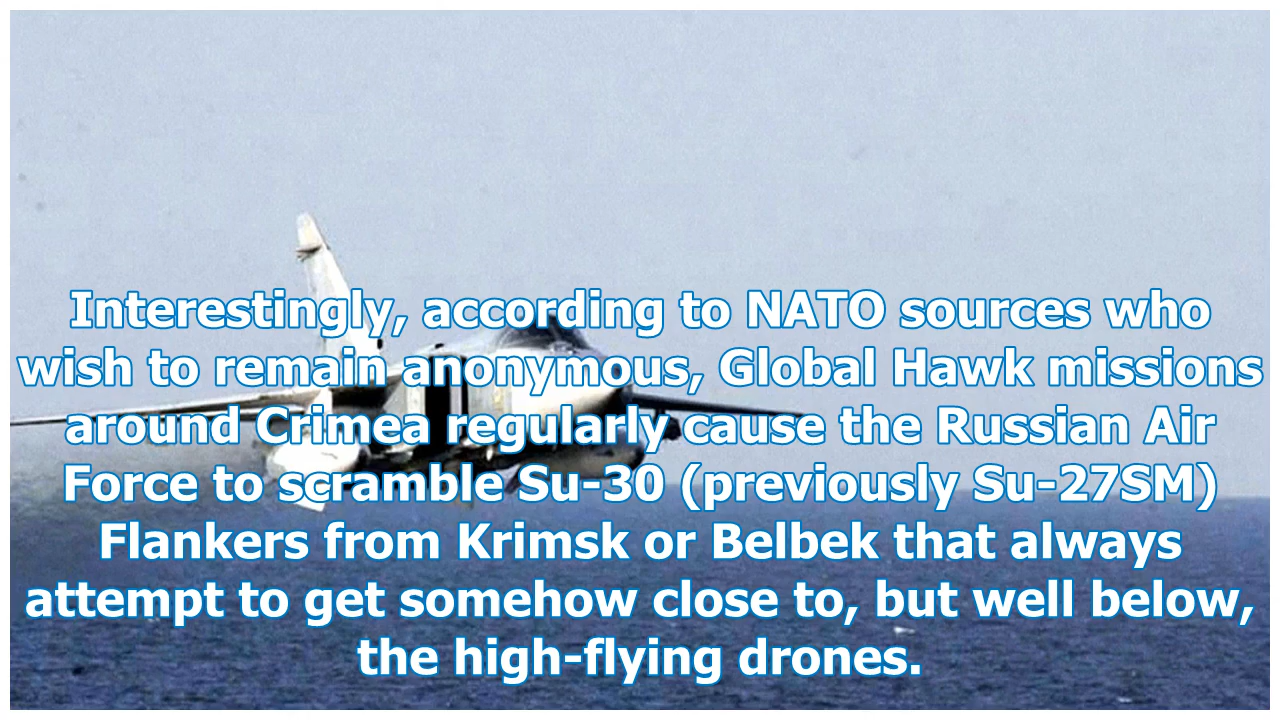 Interestingly, according to NATO sources who
wish to remain anonymous, Global Hawk missions
around Crimea regularly cause the Russian Air
Force to scramble Su-30 (previously Su-27SM)
Flankers from Krimsk or Belbek that always
attempt to get somehow close to, but well below,
the high-flying drones.